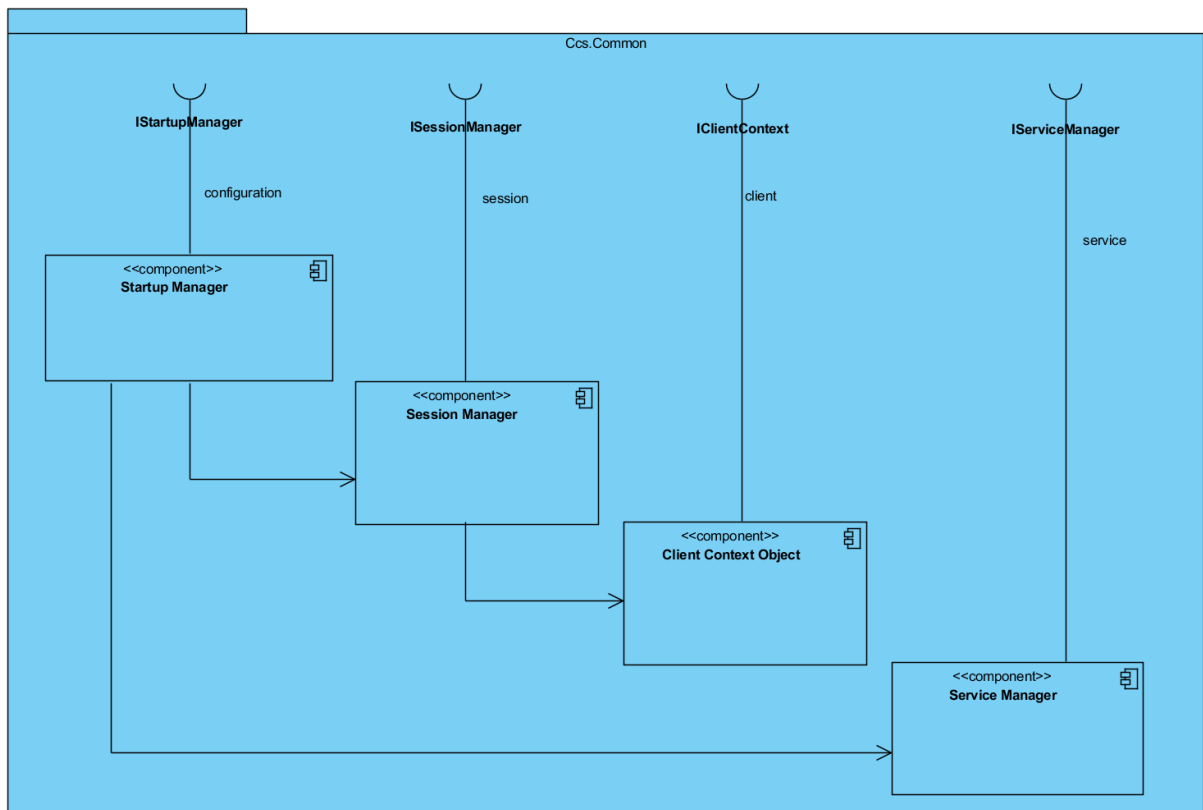 Ccs.Common
IStartupManager
ISessionManager
IClientContext
IServiceManager
configuration
session
client
service
<<component>>
Startup Manager
<<component>>
Session Manager
<<component>>
Client Context Object
<<component>>
Service Manager